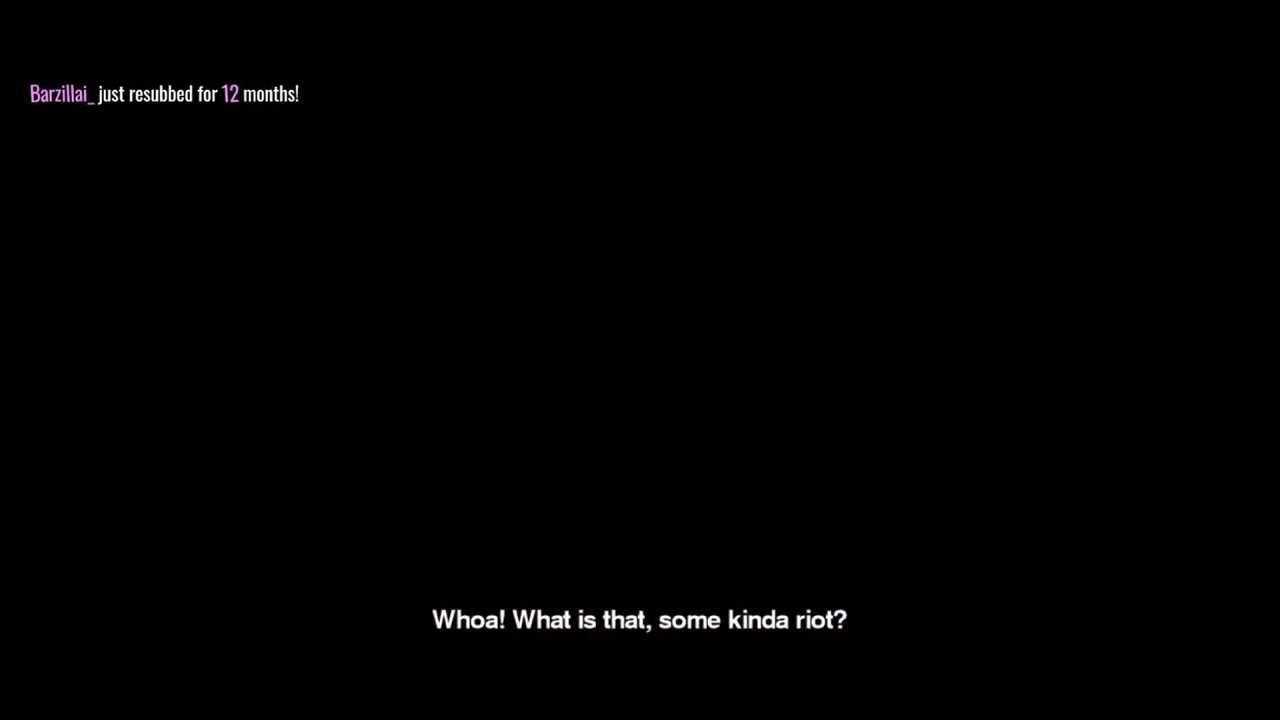 Barzillai_ just resubbed for 12 months!
Whoa! What is that, some kinda riot?